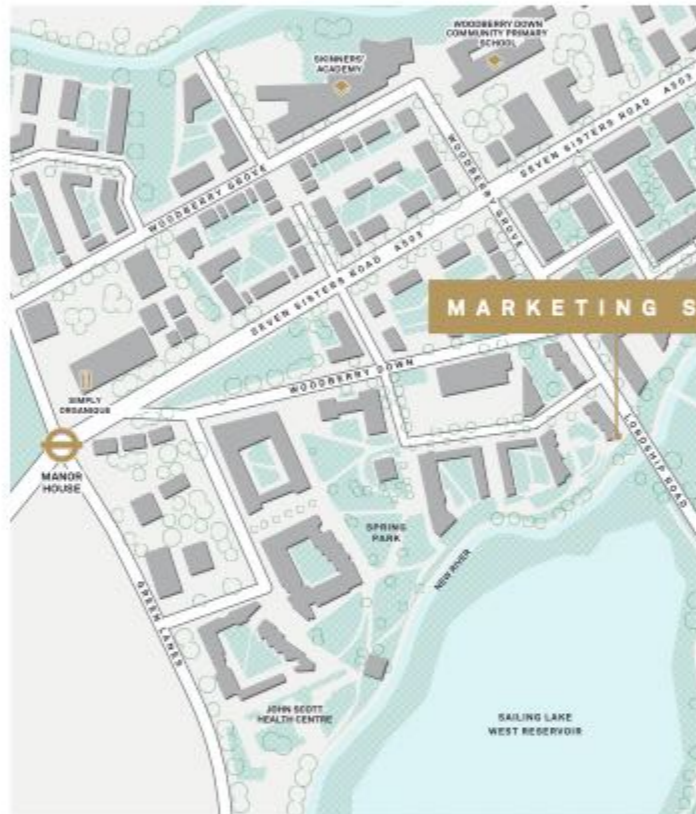 WOODBERRY DOWN
COMMUNITY PRIMARY
SCHOOL
SKINNERS'
ACADEMY
SEVEN SISTERS ROAD A503
WOODBERRY GROVE
WOODBERRY GROVE
SEVEN SISTERS ROAD A503
MARKETING S
WOODBERRY DOWN
SIMPLY
ORGANIQUE
MANOR
HOUSE
LORDSHIP ROAD
SPRING
PARK
NEW RIVER
GREEN LANES
JOHN SCOTT
HEALTH CENTRE
SAILING LAKE
WEST RESERVOIR